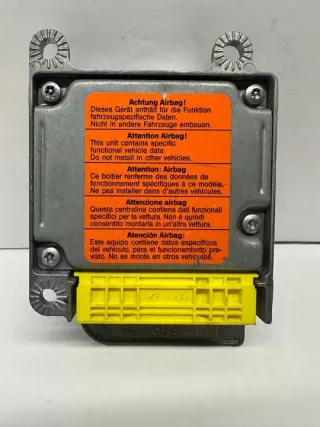 Achtung Airbag!
Dieses Gerät enthält für die Funktion
fahrzeugspezifische Daten.
Nicht in andere Fahrzeuge einbauen.
Attention Airbag!
This unit contains specific
functional vehicle data.
Do not install in other vehicles.
Attention: Airbag
Ce boitier renferme des données de
fonctionnement spécifiques à ce modèle.
Ne pas installer dans d'autres véhicules.
Attenzione airbag
Questa centralina contiene dati funzionali
specifici per la vettura. Non è quindi
consentito montarla in un'altra vettura.
Atención Airbag:
Este equipo contiene datos específicos
del vehículo, para el funcionamiento pre-
visto. No se monte en otros vehículos.